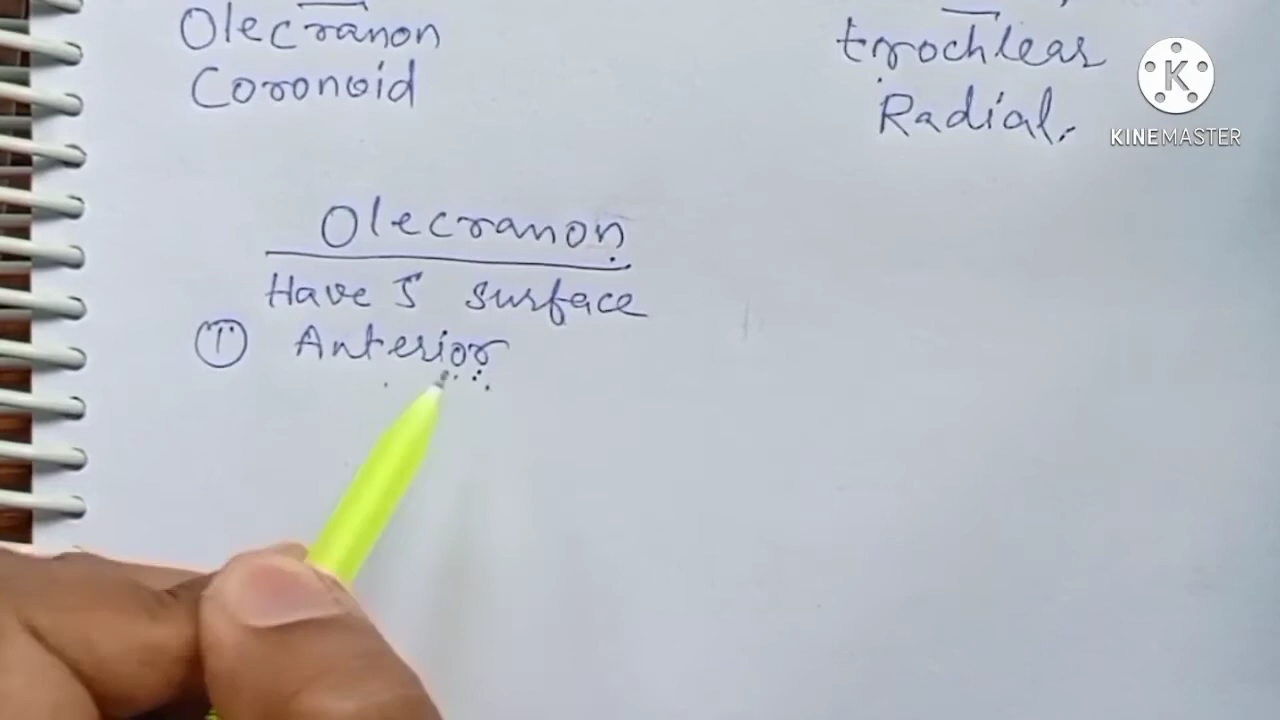 Olecranon
Coronoid
trochlear
Radial.
K
KINEMASTER
Olecranon
Have 5 surface
① Anterior